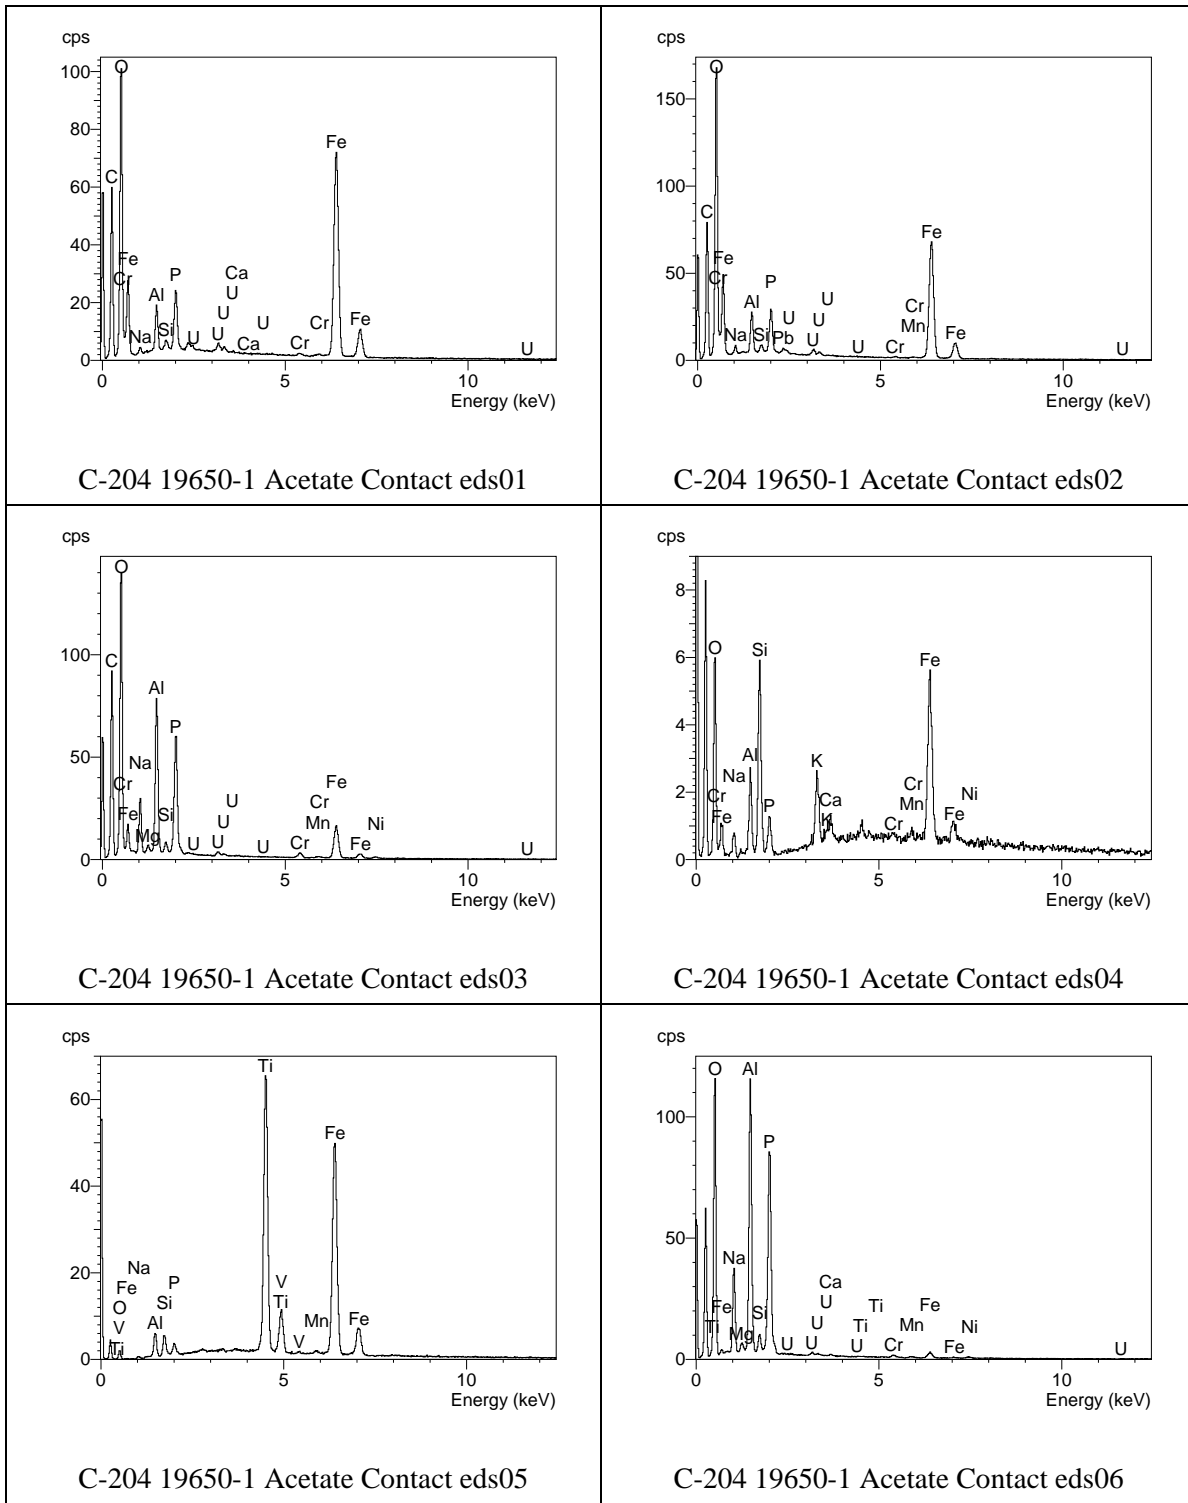 cps
100
80
60
40
20
0
O
C
Fe
Fe
C r
Na
Al
Si
P
U
U
U
U
Ca
Ca
U
Cr
Cr
Fe
U
0 5 10
Energy (keV)
C-204 19650-1 Acetate Contact eds01
cps
150
100
50
0
O
C
Fe
Cr
Na
Al
Si
P
Pb
U
U
U
U
U
Cr
Cr
Mn
Fe
Fe
U
0 5 10
Energy (keV)
C-204 19650-1 Acetate Contact eds02
cps
100
50
0
O
C
Al
P
Na
Cr
Fe
Mg
Si
U
U
U
U
U
Fe
Cr
Mn
Cr
Fe
Ni
U
0 5 10
Energy (keV)
C-204 19650-1 Acetate Contact eds03
cps
8
6
4
2
0
O
Si
Al
Na
Cr
Fe
P
K
Ca
K
Cr
Cr
Mn
Fe
Fe
Ni
0 5 10
Energy (keV)
C-204 19650-1 Acetate Contact eds04
cps
60
40
20
0
Ti
Fe
Na
Fe
O
V
Ti
Al
Si
P
V
Ti
V
Mn
Fe
0 5 10
Energy (keV)
C-204 19650-1 Acetate Contact eds05
cps
100
50
0
O
Al
P
Na
Fe
Ti
Mg
Si
U
U
U
U
Ca
Ti
Ti
U
Cr
Mn
Fe
Fe
Ni
U
0 5 10
Energy (keV)
C-204 19650-1 Acetate Contact eds06